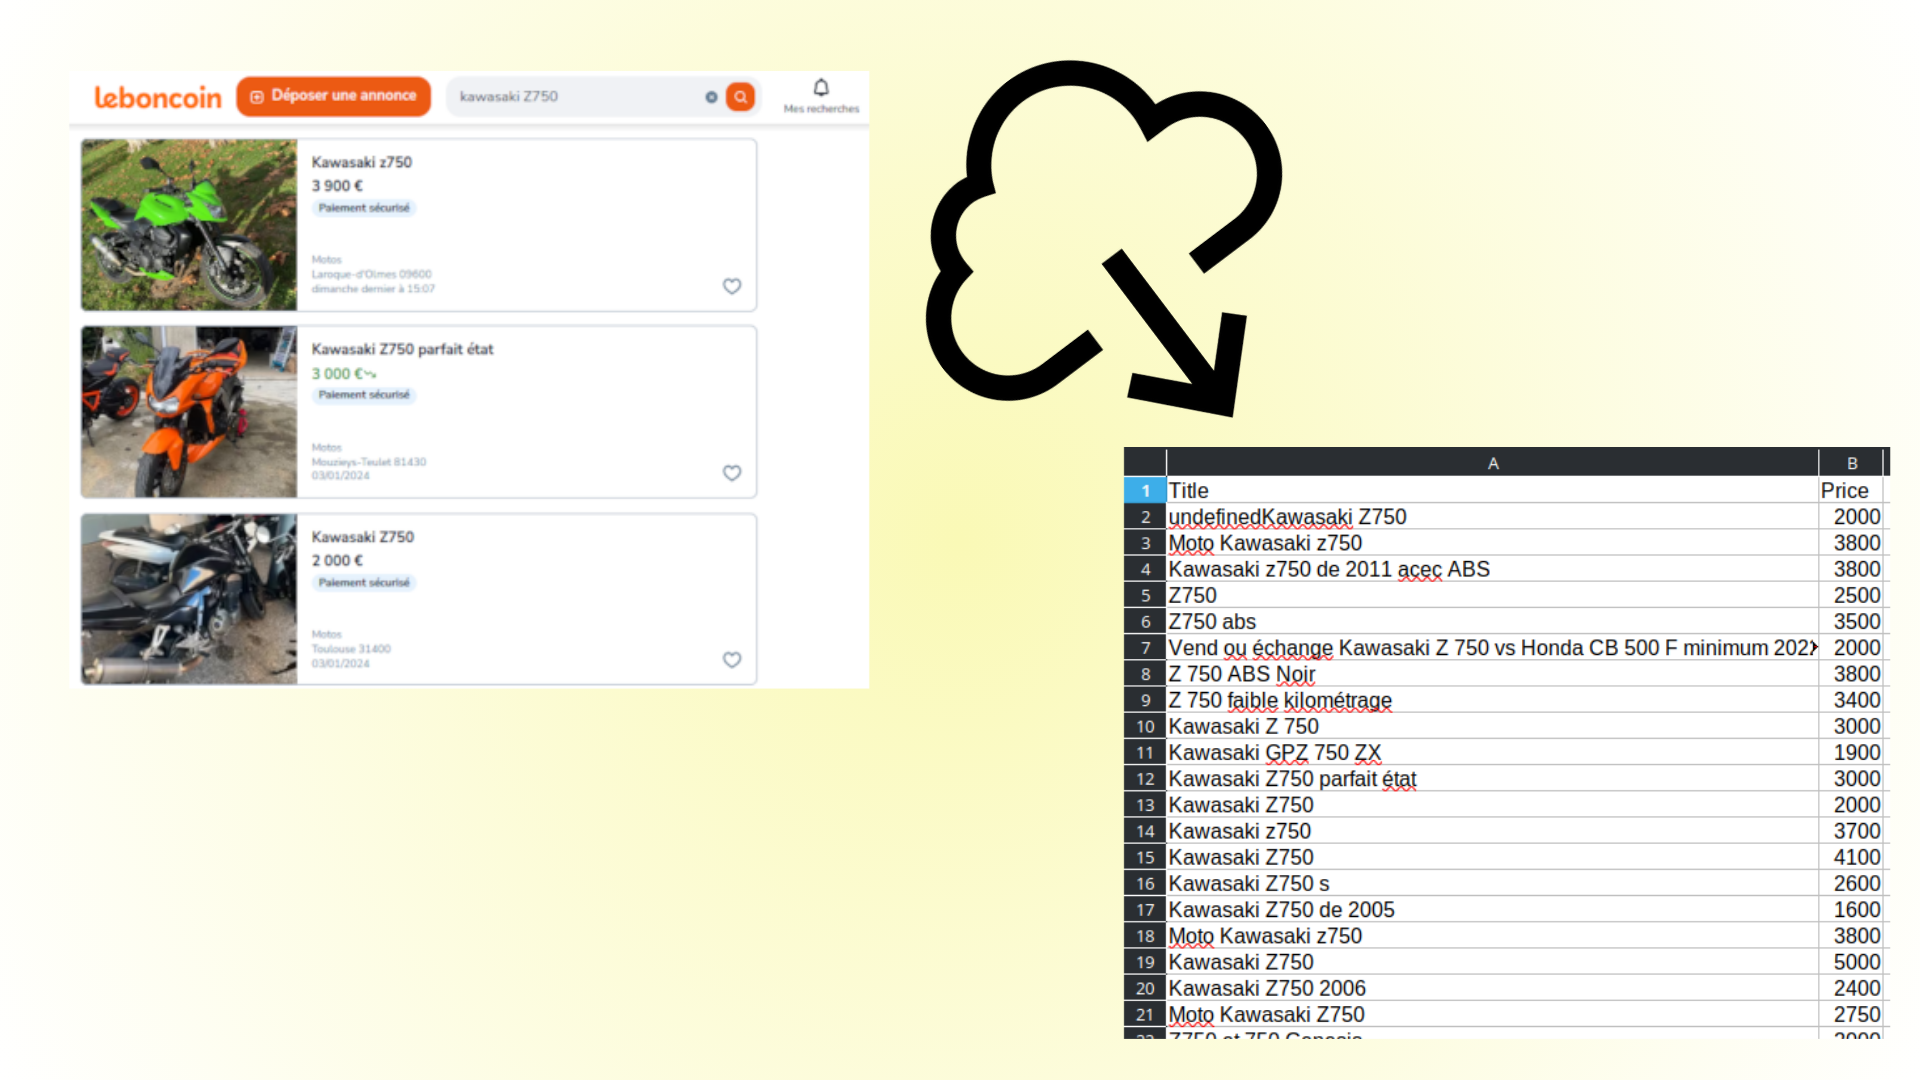 leboncoin
Déposer une annonce
kawasaki Z750
Mes recherches
Kawasaki z750
3 900 €
Paiement sécurisé
Motos
Laroque-d'Olmes 09600
dimanche dernier à 15:07
Kawasaki Z750 parfait état
3 000 €
Paiement sécurisé
Motos
Mouzieys-Teulet 81430
03/01/2024
Kawasaki Z750
2 000 €
Paiement sécurisé
Motos
Toulouse 31400
03/01/2024
A B
1 Title Price
2 undefinedKawasaki Z750 2000
3 Moto Kawasaki z750 3800
4 Kawasaki z750 de 2011 açec ABS 3800
5 Z750 2500
6 Z750 abs 3500
7 Vend ou échange Kawasaki Z 750 vs Honda CB 500 F minimum 2000
8 Z 750 ABS Noir 3800
9 Z 750 faible kilométrage 3400
10 Kawasaki Z 750 3000
11 Kawasaki GPZ 750 ZX 1900
12 Kawasaki Z750 parfait état 3000
13 Kawasaki Z750 2000
14 Kawasaki z750 3700
15 Kawasaki Z750 4100
16 Kawasaki Z750 s 2600
17 Kawasaki Z750 de 2005 1600
18 Moto Kawasaki z750 3800
19 Kawasaki Z750 5000
20 Kawasaki Z750 2006 2400
21 Moto Kawasaki Z750 2750